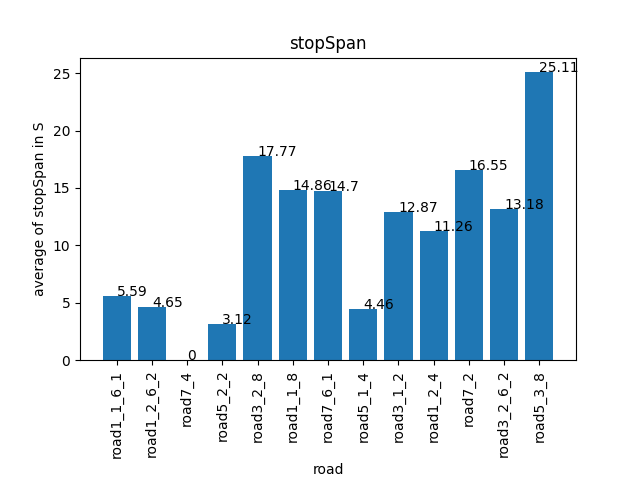 stopSpan
average of stopSpan in S
25
20
15
10
5
0
5.59
4.65
0
3.12
17.77
14.86
14.7
4.46
12.87
11.26
16.55
13.18
25.11
road1_1_6_1
road1_2_6_2
road7_4
road5_2_2
road3_2_8
road1_1_8
road7_6_1
road5_1_4
road3_1_2
road1_2_4
road7_2
road3_2_6_2
road5_3_8
road